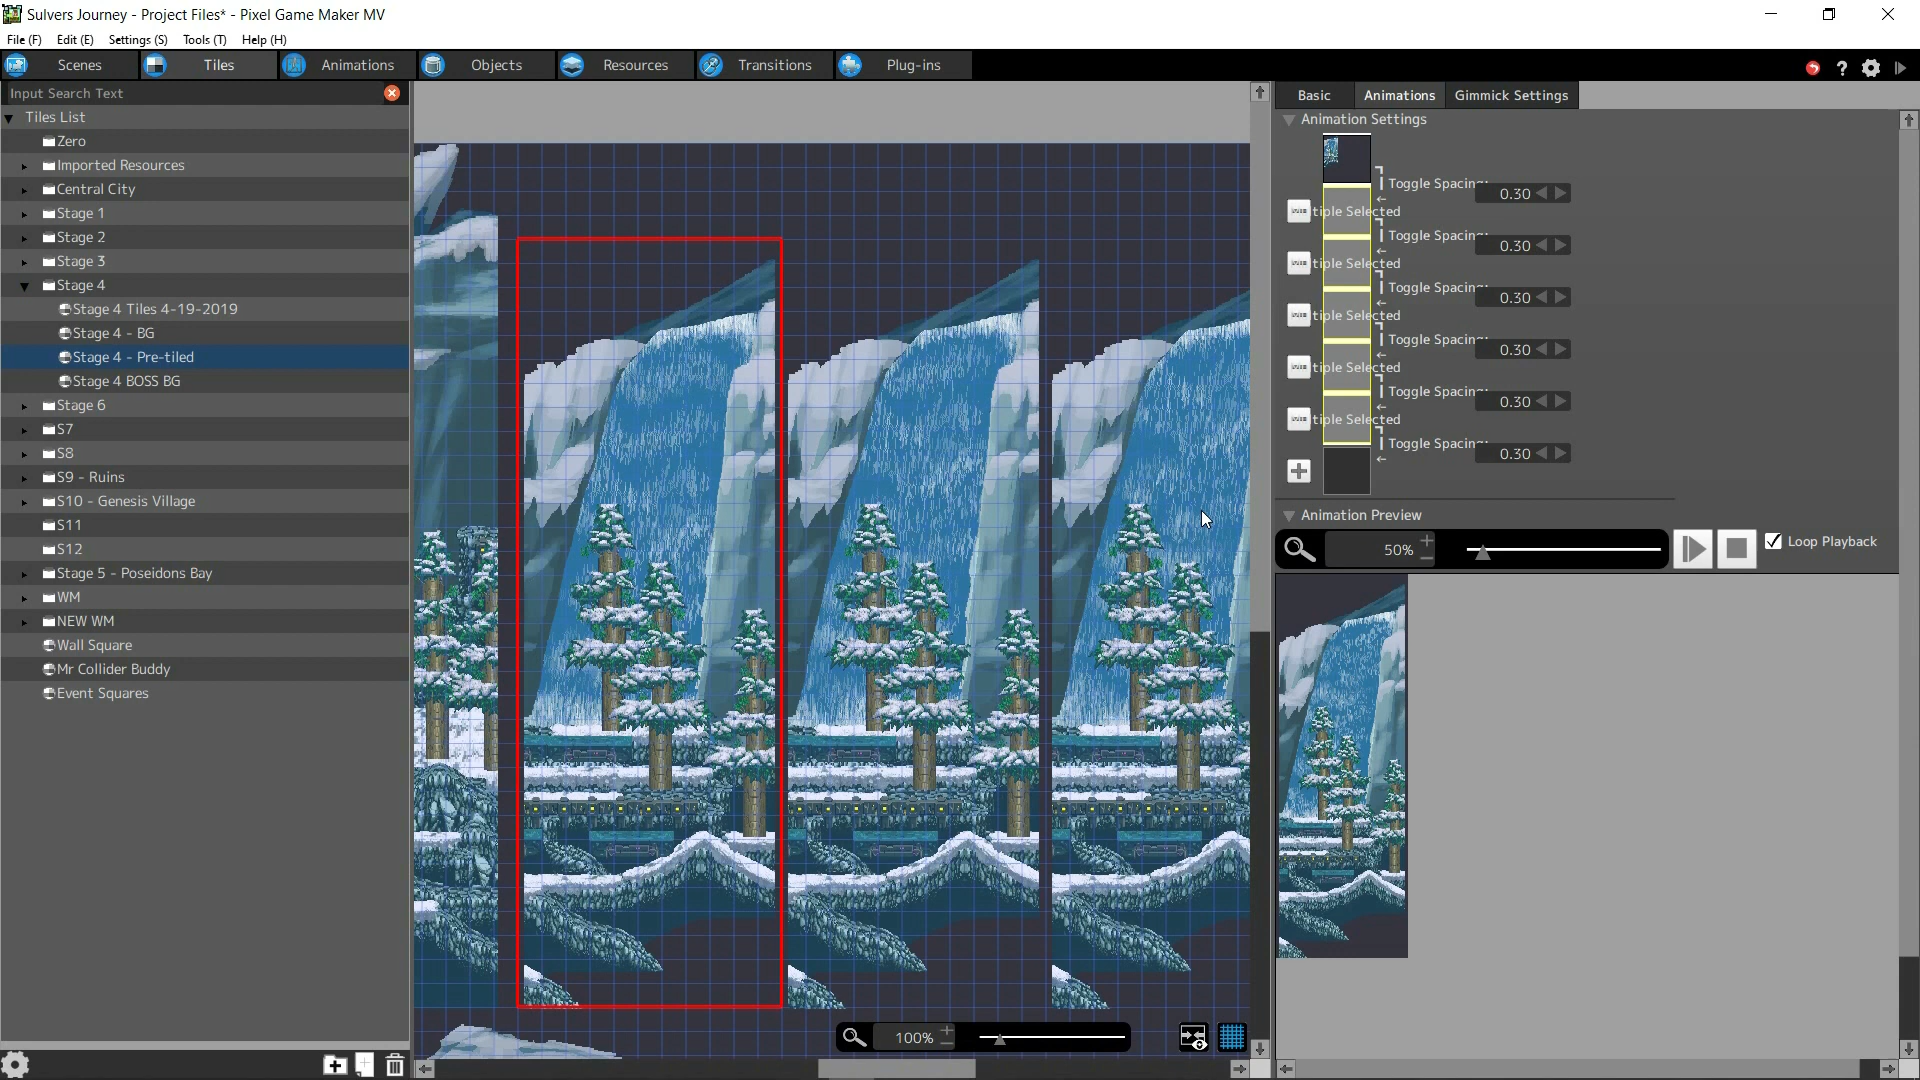 Sulvers Journey - Project Files* - Pixel Game Maker MV
File (F) Edit (E) Settings (S) Tools (T) Help (H)
Scenes Tiles Animations Objects Resources Transitions Plug-ins ?
Input Search Text
Tiles List
Zero
Imported Resources
Central City
Stage 1
Stage 2
Stage 3
Stage 4
Stage 4 Tiles 4-19-2019
Stage 4 - BG
Stage 4 - Pre-tiled
Stage 4 BOSS BG
Stage 6
S7
S8
S9 - Ruins
S10 - Genesis Village
S11
S12
Stage 5 - Poseidons Bay
WM
NEW WM
Wall Square
Mr Collider Buddy
Event Squares
100%
Basic Animations Gimmick Settings
Animation Settings
Toggle Spacing: 0.30
tiple Selected
Toggle Spacing: 0.30
tiple Selected
Toggle Spacing: 0.30
tiple Selected
Toggle Spacing: 0.30
tiple Selected
Toggle Spacing: 0.30
tiple Selected
Toggle Spacing: 0.30
Animation Preview
50% Loop Playback